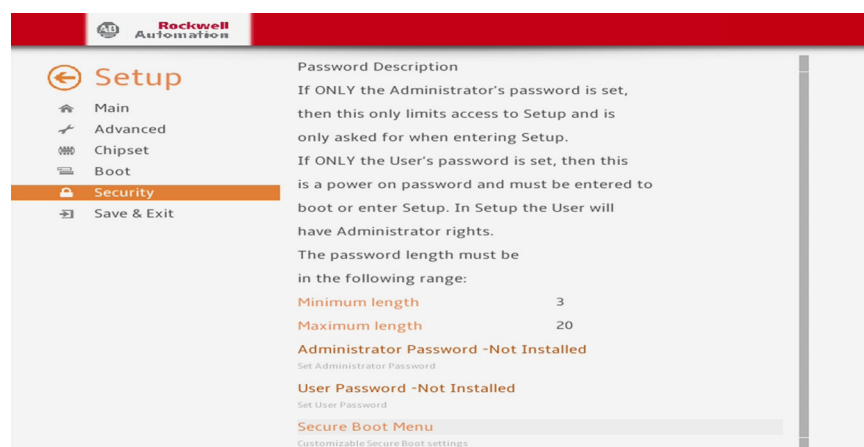 AB
Rockwell
Automation
Setup
Main
Advanced
Chipset
Boot
Security
Save & Exit
Password Description
If ONLY the Administrator's password is set,
then this only limits access to Setup and is
only asked for when entering Setup.
If ONLY the User's password is set, then this
is a power on password and must be entered to
boot or enter Setup. In Setup the User will
have Administrator rights.
The password length must be
in the following range:
Minimum length 3
Maximum length 20
Administrator Password -Not Installed
Set Administrator Password
User Password -Not Installed
Set User Password
Secure Boot Menu
Customizable Secure Boot settings